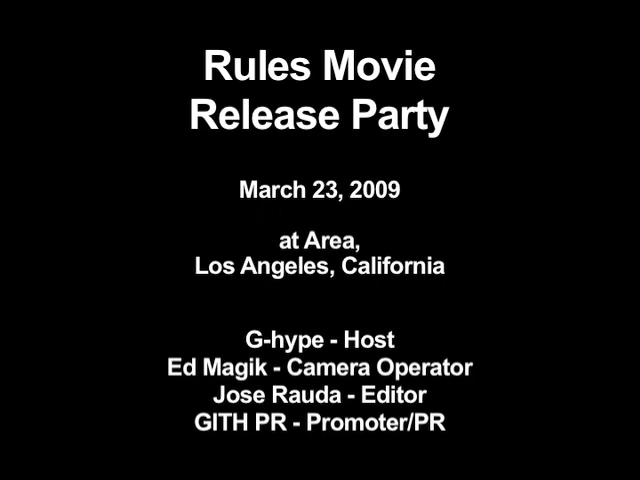 Rules Movie
Release Party
March 23, 2009
at Area,
Los Angeles, California
G-hype - Host
Ed Magik - Camera Operator
Jose Rauda - Editor
GITH PR - Promoter/PR